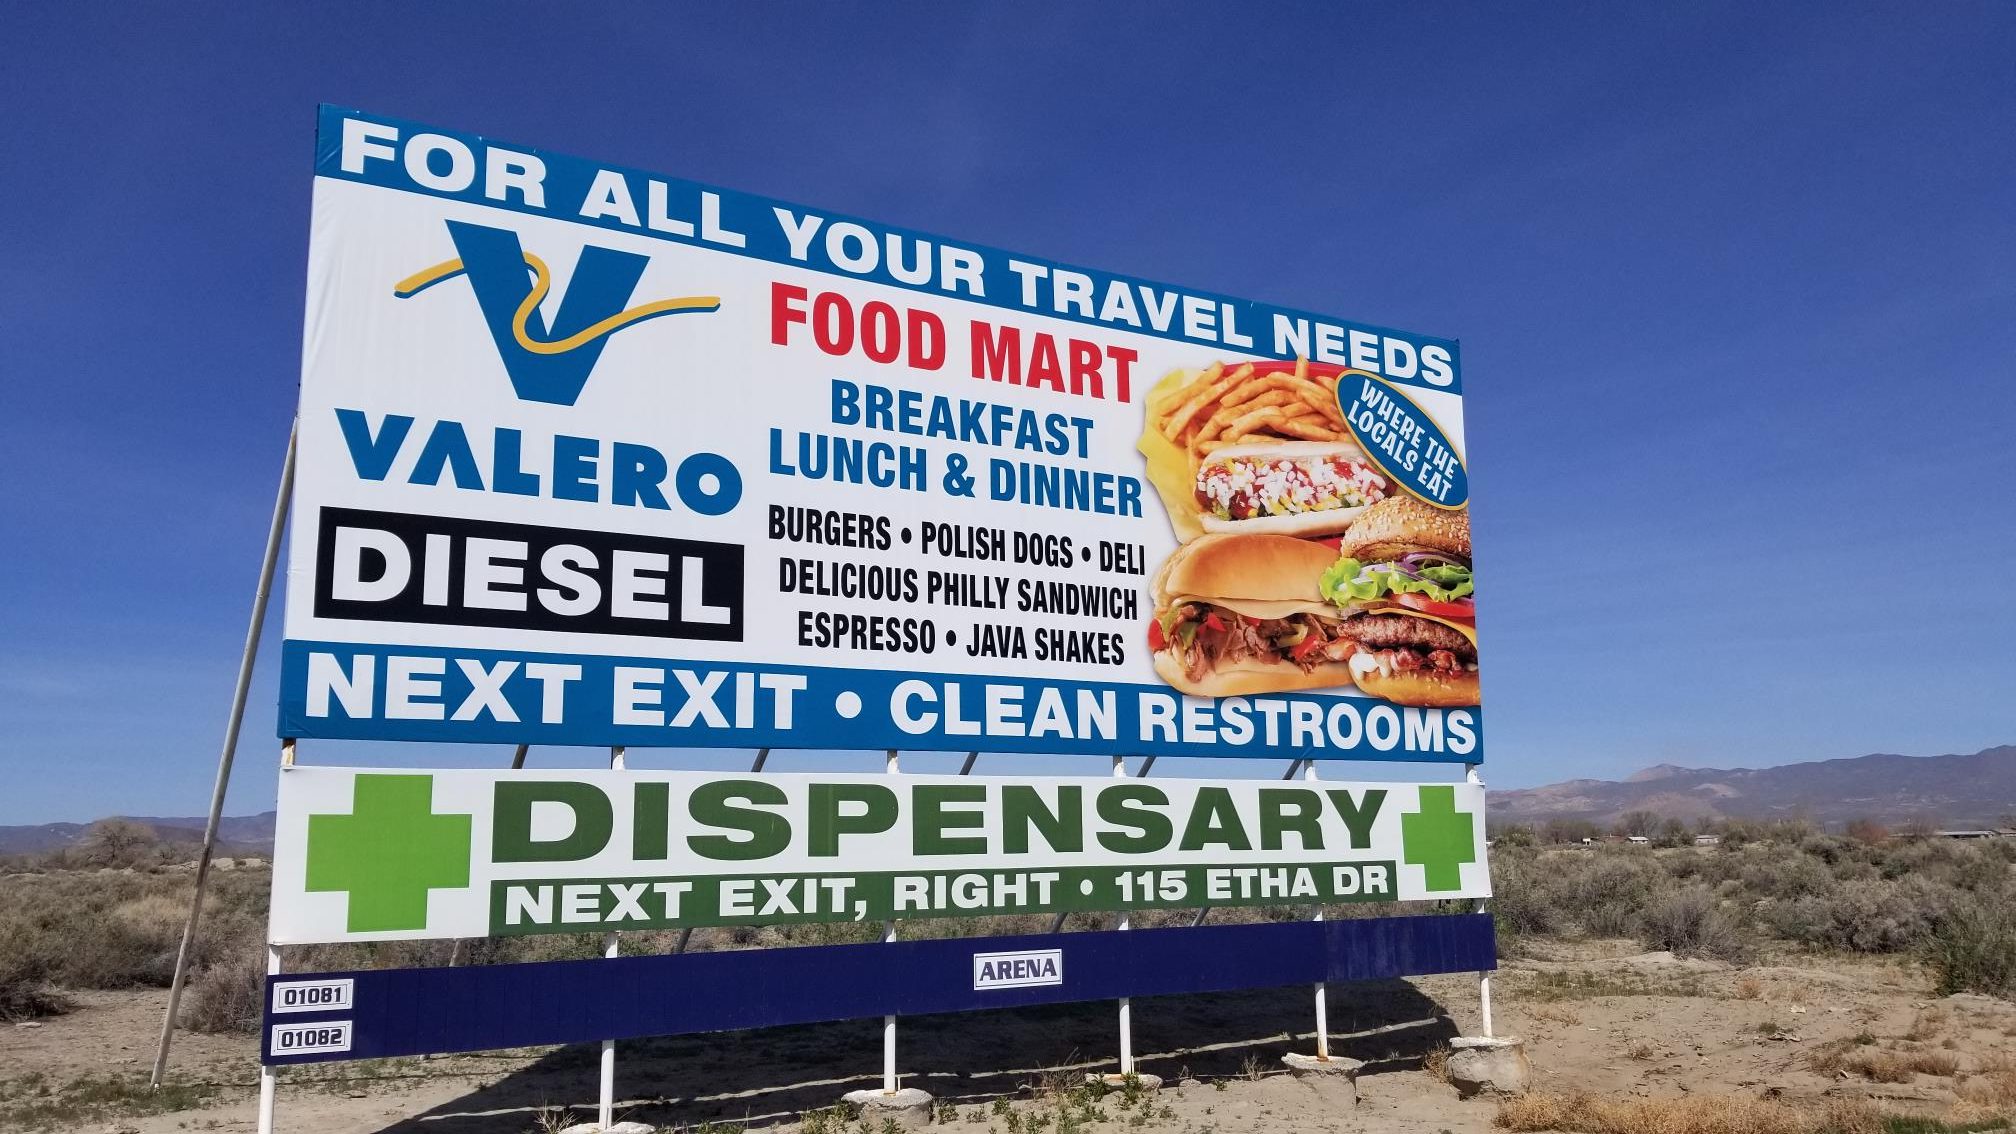 FOR ALL YOUR TRAVEL NEEDS
VALERO
DIESEL
FOOD MART
BREAKFAST
LUNCH & DINNER
BURGERS • POLISH DOGS • DELI
DELICIOUS PHILLY SANDWICH
ESPRESSO • JAVA SHAKES
WHERE THE
LOCALS EAT
NEXT EXIT • CLEAN RESTROOMS
DISPENSARY
NEXT EXIT, RIGHT • 115 ETHA DR
ARENA
01081
01082